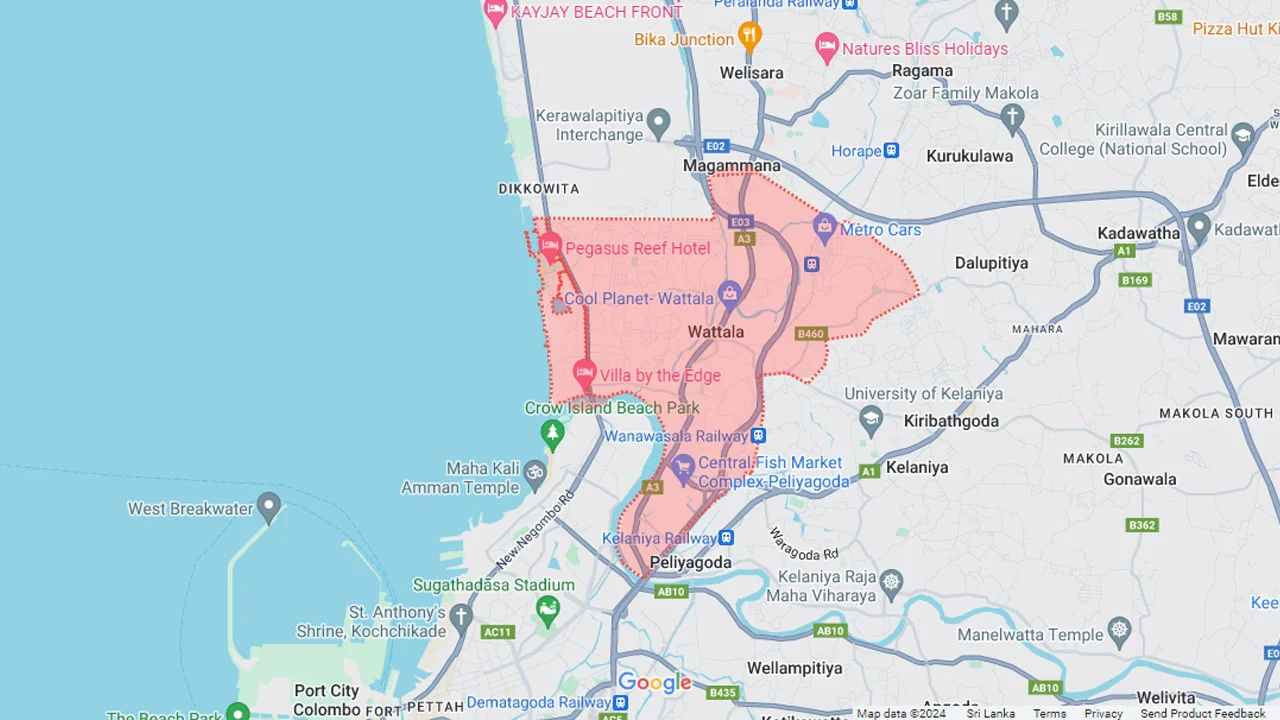 KAYJAY BEACH FRONT
Peralanda Railway
B58
Pizza Hut Ki
Bika Junction
Natures Bliss Holidays
Welisara
Ragama
Zoar Family Makola
Kerawalapitiya
Interchange
E02
Horape
Kirillawala Central
College (National School)
Kurukulawa
Magammana
DIKKOWITA
Elde
E03
A3
Metro Cars
Kadawatha
Kadawat
A1
Pegasus Reef Hotel
Dalupitiya
B169
Cool Planet- Wattala
E02
Wattala
B460
MAHARA
Mawaran
Villa by the Edge
University of Kelaniya
Crow Island Beach Park
Kiribathgoda
MAKOLA SOUTH
Wanawasala Railway
B262
MAKOLA
Central Fish Market
Complex-Peliyagoda
A1
Kelaniya
Gonawala
Maha Kali
Amman Temple
A3
West Breakwater
New Negombo Rd
B362
Kelaniya Railway
Waragoda Rd
Peliyagoda
Sugathadasa Stadium
AB10
Kelaniya Raja
Maha Viharaya
Kee
St. Anthony's
Shrine, Kochchikade
AC11
AB10
Manelwatta Temple
E0
Wellampitiya
Google
Port City
Colombo
FORT
PETTAH
Dematagoda Railway
B435
AB10
Welivita
The Beach Park
AC5
Map data ©2024
Sri Lanka
Terms
Privacy
Send Product Feedback